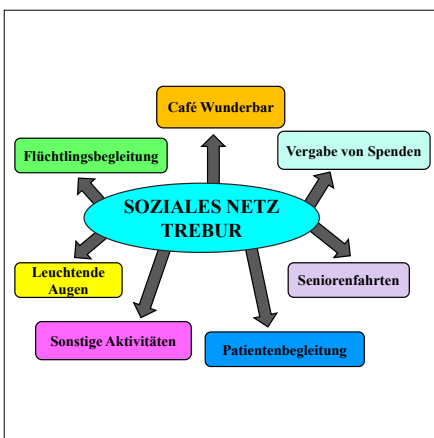 Café Wunderbar
Flüchtlingsbegleitung
Vergabe von Spenden
SOZIALES NETZ
TREBUR
Leuchtende
Augen
Seniorenfahrten
Sonstige Aktivitäten
Patientenbegleitung